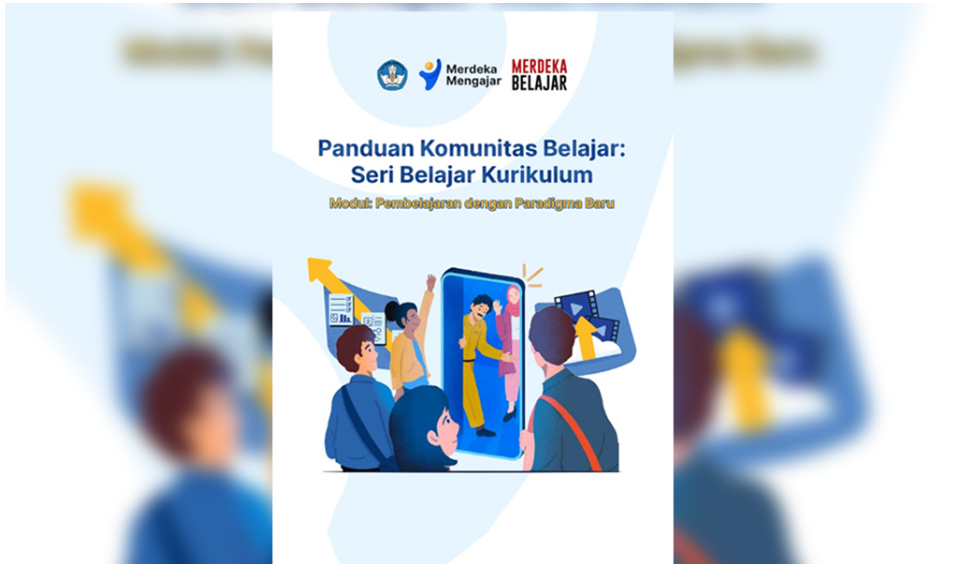 Merdeka
Mengajar
MERDEKA
BELAJAR
Panduan Komunitas Belajar:
Seri Belajar Kurikulum
Modul: Pembelajaran dengan Paradigma Baru